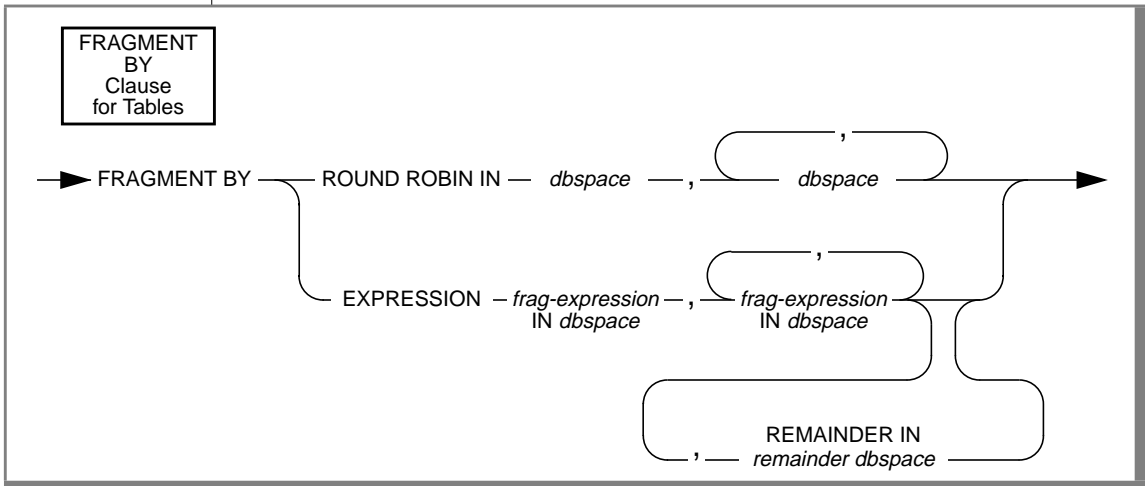 FRAGMENT
BY
Clause
for Tables
,
FRAGMENT BY ROUND ROBIN IN dbspace , dbspace
,
EXPRESSION frag-expression , frag-expression
IN dbspace IN dbspace
REMAINDER IN
, remainder dbspace